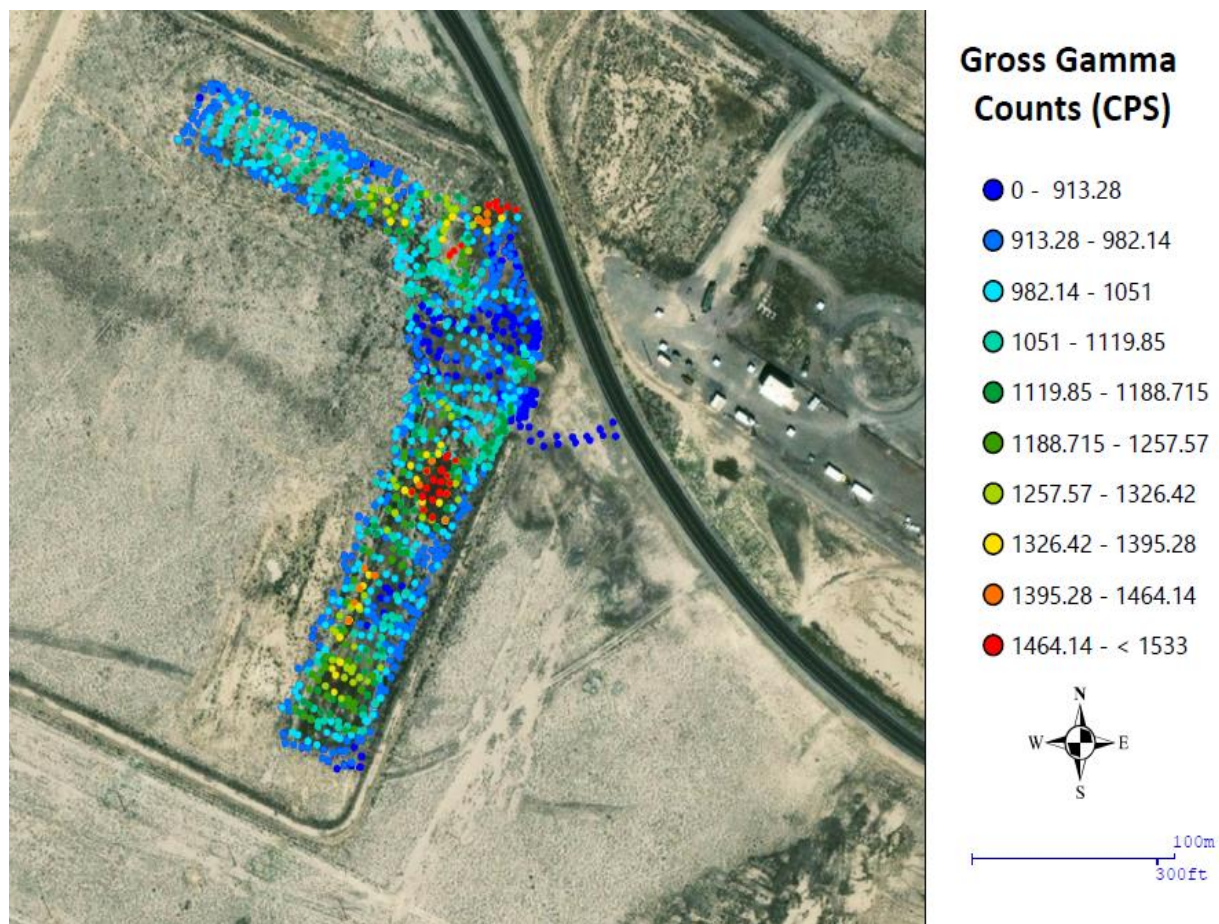 Gross Gamma
Counts (CPS)
0 - 913.28
913.28 - 982.14
982.14 - 1051
1051 - 1119.85
1119.85 - 1188.715
1188.715 - 1257.57
1257.57 - 1326.42
1326.42 - 1395.28
1395.28 - 1464.14
1464.14 - < 1533
N
W E
S
100m
300ft